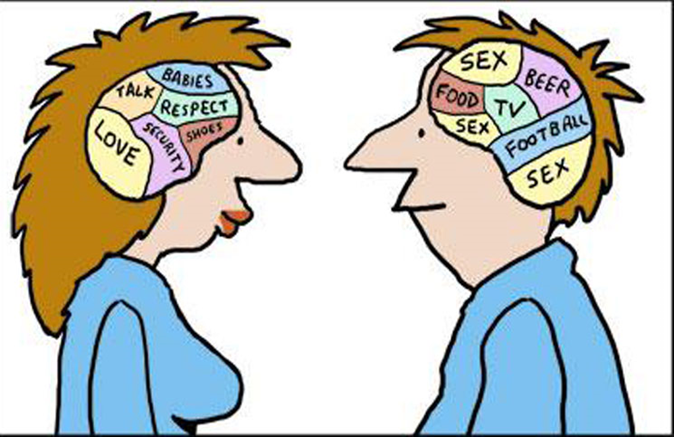 BABIES
TALK
RESPECT
SHOES
LOVE
SECURITY
SEX
BEER
FOOD
TV
SEX
FOOTBALL
SEX